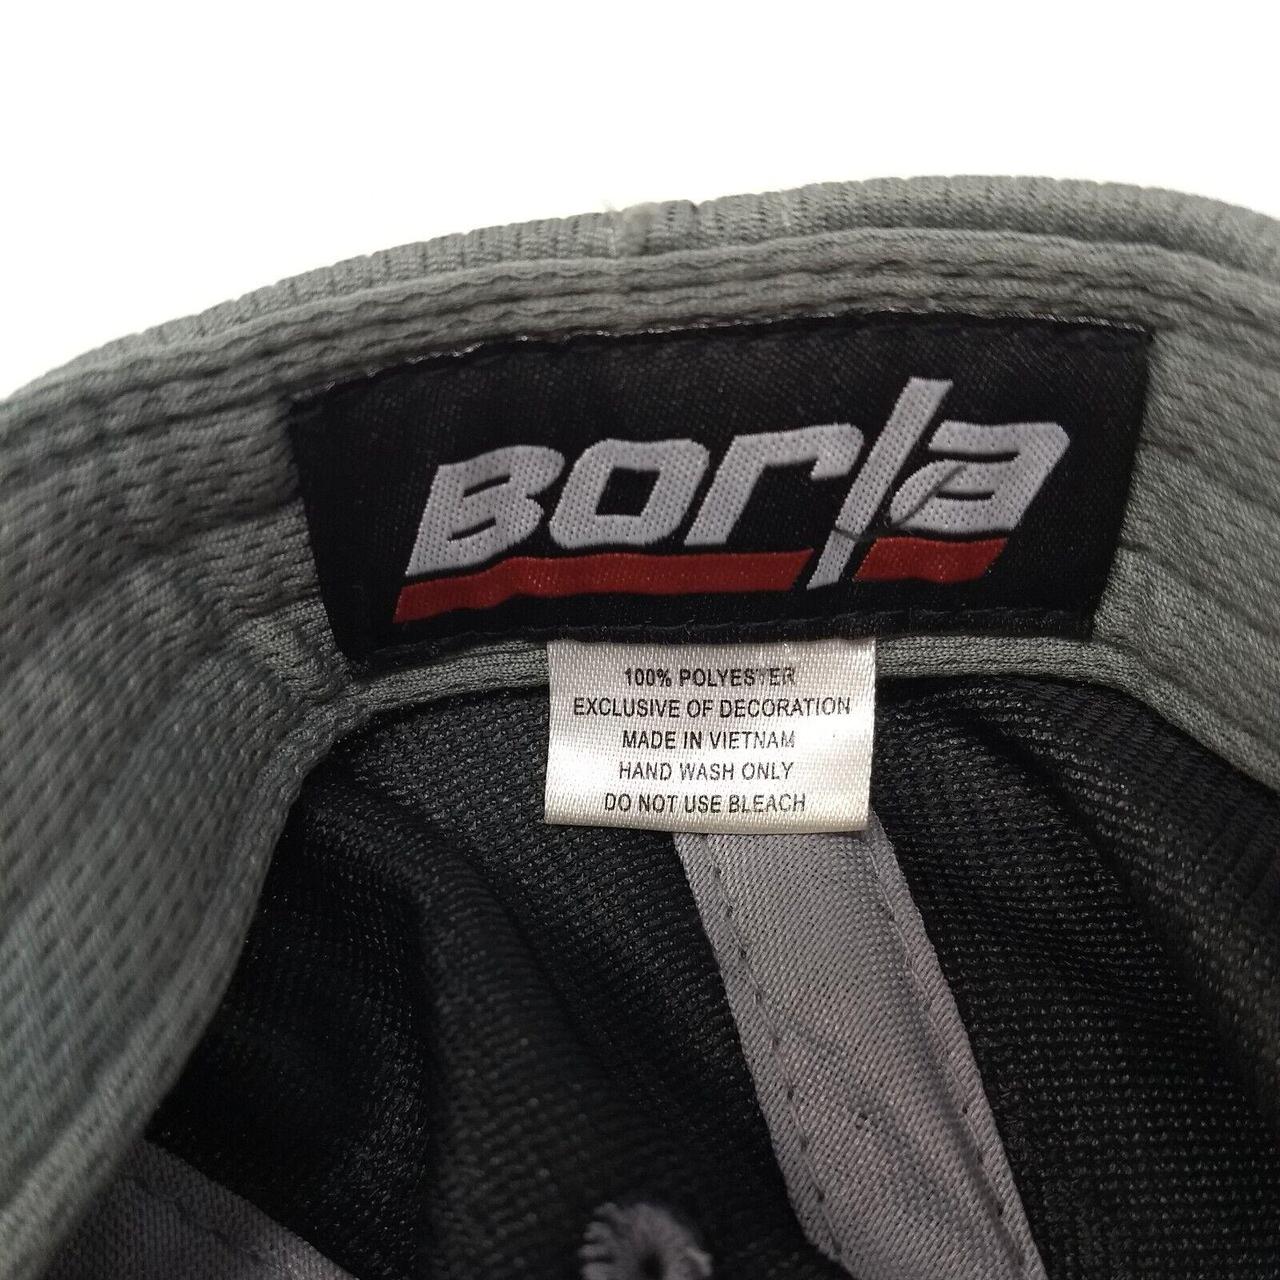 Borla
100% POLYESTER
EXCLUSIVE OF DECORATION
MADE IN VIETNAM
HAND WASH ONLY
DO NOT USE BLEACH